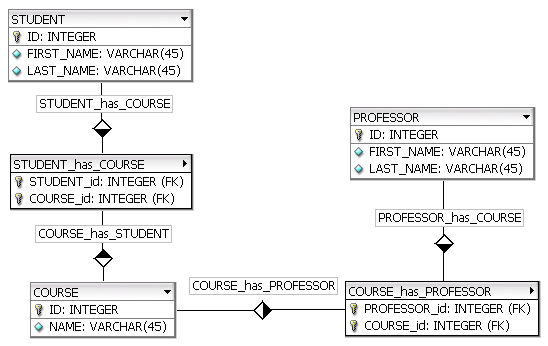 STUDENT
ID: INTEGER
FIRST_NAME: VARCHAR(45)
LAST_NAME: VARCHAR(45)
STUDENT_has_COURSE
STUDENT_has_COURSE
STUDENT_id: INTEGER (FK)
COURSE_id: INTEGER (FK)
COURSE_has_STUDENT
COURSE
ID: INTEGER
NAME: VARCHAR(45)
COURSE_has_PROFESSOR
PROFESSOR
ID: INTEGER
FIRST_NAME: VARCHAR(45)
LAST_NAME: VARCHAR(45)
PROFESSOR_has_COURSE
COURSE_has_PROFESSOR
PROFESSOR_id: INTEGER (FK)
COURSE_id: INTEGER (FK)